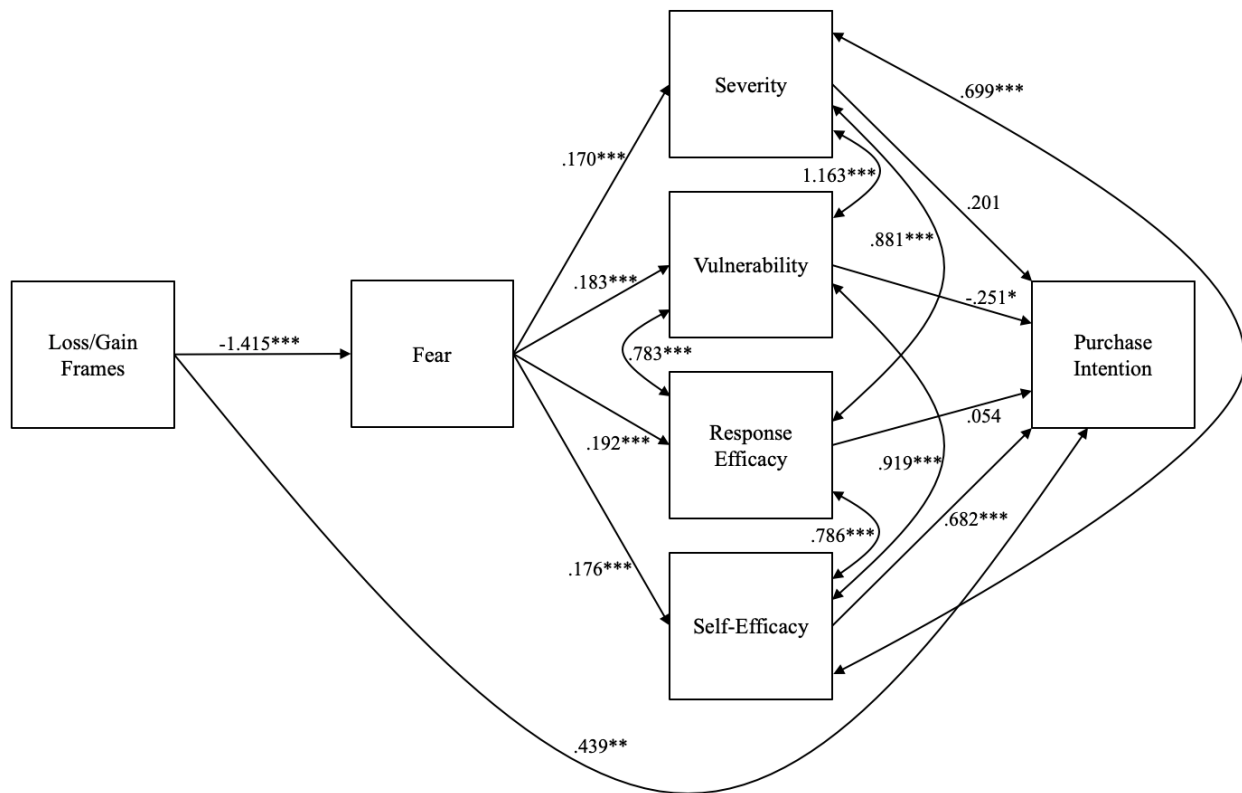 Severity
.699***
.170***
1.163***
.201
.881***
Vulnerability
.183***
-.251*
Loss/Gain
Frames
-1.415***
Fear
.783***
Purchase
Intention
.054
Response
Efficacy
.192***
.919***
.786***
.682***
.176***
Self-Efficacy
.439**